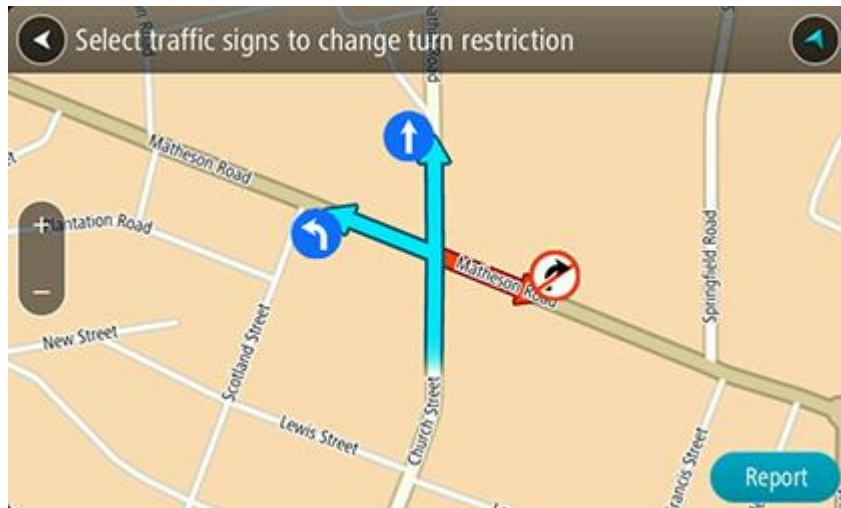 Select traffic signs to change turn restriction
Matheson Road
Plantation Road
Matheson Road
Springfield Road
New Street
Scotland Street
Lewis Street
Church Street
Francis Street
Report